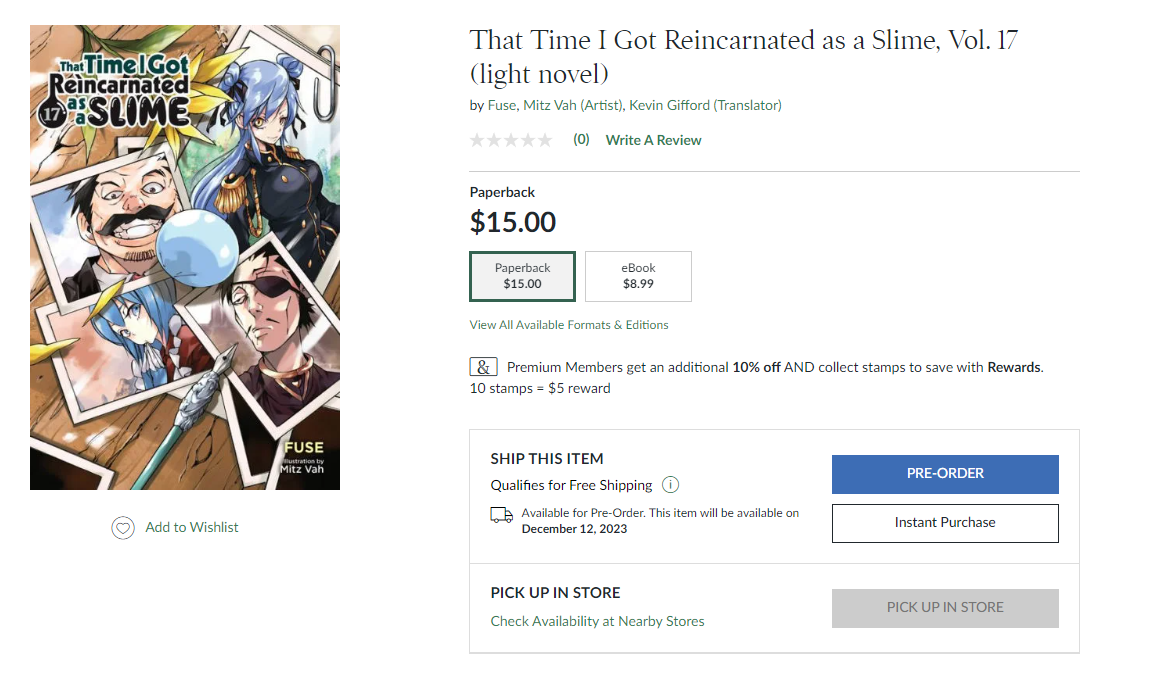 That Time I Got
Reincarnated
as
a SLIME
17
FUSE
Illustration by
Mitz Vah
Add to Wishlist
That Time I Got Reincarnated as a Slime, Vol. 17
(light novel)
by Fuse, Mitz Vah (Artist), Kevin Gifford (Translator)
(0) Write A Review
Paperback
$15.00
Paperback
$15.00
eBook
$8.99
View All Available Formats & Editions
& Premium Members get an additional 10% off AND collect stamps to save with Rewards.
10 stamps = $5 reward
SHIP THIS ITEM
Qualifies for Free Shipping i
Available for Pre-Order. This item will be available on
December 12, 2023
PRE-ORDER
Instant Purchase
PICK UP IN STORE
Check Availability at Nearby Stores
PICK UP IN STORE